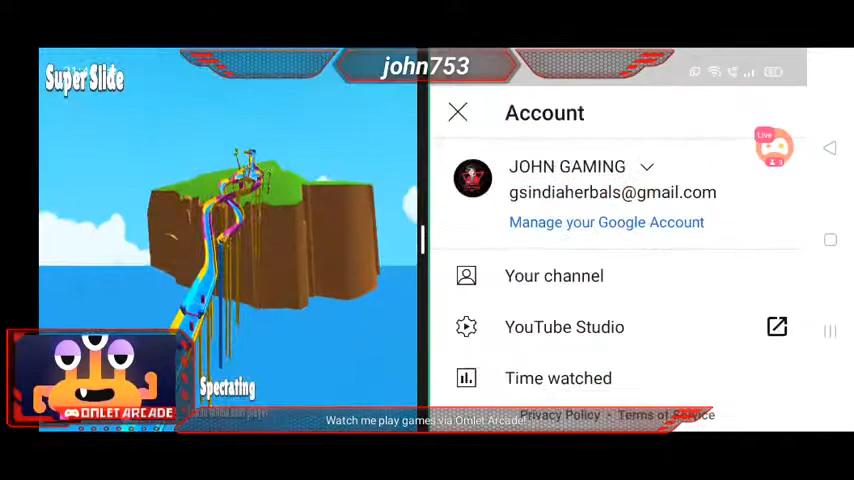 john753
Super Slide
Live
Account
JOHN GAMING
gsindiaherbals@gmail.com
Manage your Google Account
Your channel
YouTube Studio
Time watched
Spectating
OMLET ARCADE
Privacy Policy • Terms of Service
Watch me play games via Omlet Arcade!